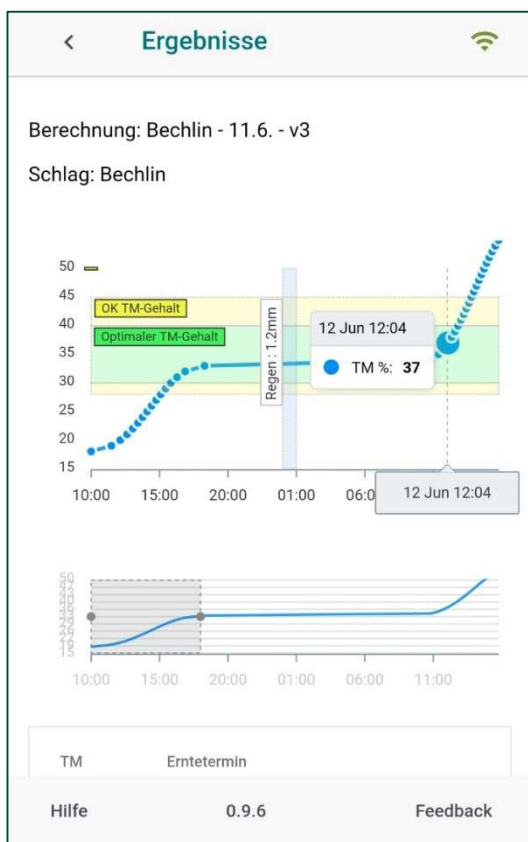 Ergebnisse
Berechnung: Bechlin - 11.6. - v3
Schlag: Bechlin
50
45
OK TM-Gehalt
40
Optimaler TM-Gehalt
35
30
25
20
15
Regen : 1.2mm
12 Jun 12:04
TM %: 37
10:00 15:00 20:00 01:00 06:0
12 Jun 12:04
50
15
10:00 15:00 20:00 01:00 06:00 11:00
TM Erntetermin
Hilfe 0.9.6 Feedback